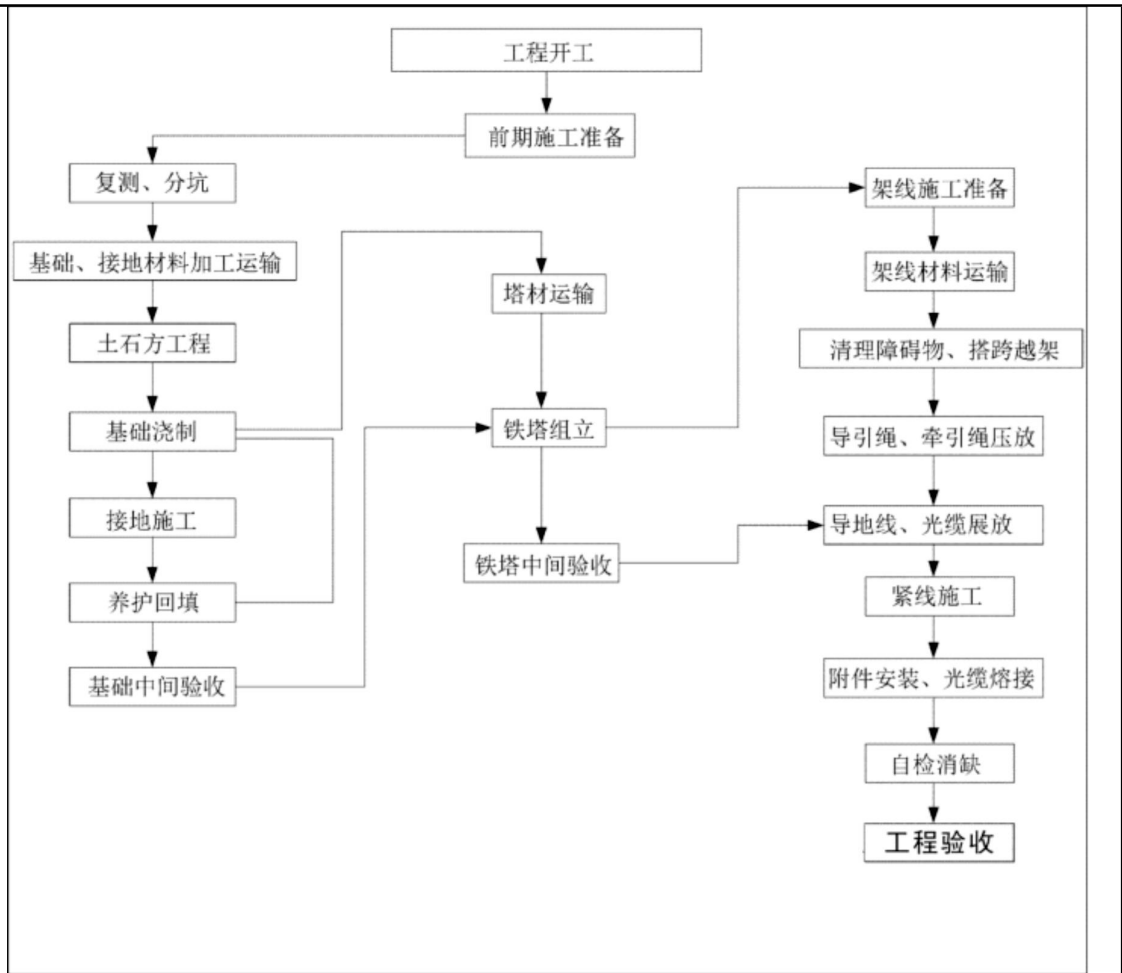 工程开工
前期施工准备
复测、分坑
基础、接地材料加工运输
土石方工程
基础浇制
接地施工
养护回填
基础中间验收
塔材运输
铁塔组立
铁塔中间验收
架线施工准备
架线材料运输
清理障碍物、搭跨越架
导引绳、牵引绳压放
导地线、光缆展放
紧线施工
附件安装、光缆熔接
自检消缺
工程验收